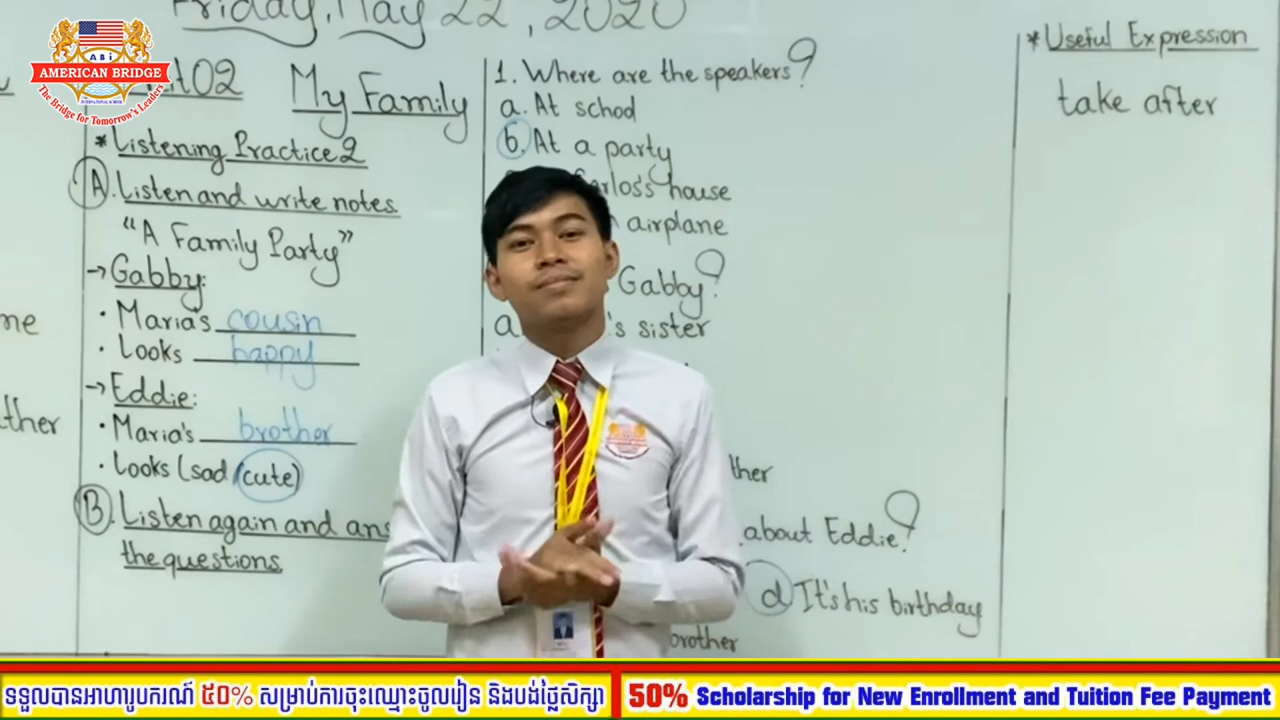 Friday, May 22, 2020
ABi
AMERICAN BRIDGE
INTERNATIONAL SCHOOL
The Bridge for Tomorrow's Leaders
02 My Family
* Listening Practice 2
A. Listen and write notes.
"A Family Party"
→ Gabby:
• Maria's cousin
• Looks happy
→ Eddie:
• Maria's brother
• Looks (sad (cute)
B. Listen again and ans
the questions.
1. Where are the speakers?
a. At school
b. At a party
arlos's house
airplane
Gabby?
a. 's sister
ther
about Eddie?
d It's his birthday
brother
* Useful Expression
take after
me
ther
ទទួលបានអាហារូបករណ៍ ៥០% សម្រាប់ការចុះឈ្មោះចូលរៀន និងបង់ថ្លៃសិក្សា
50% Scholarship for New Enrollment and Tuition Fee Payment